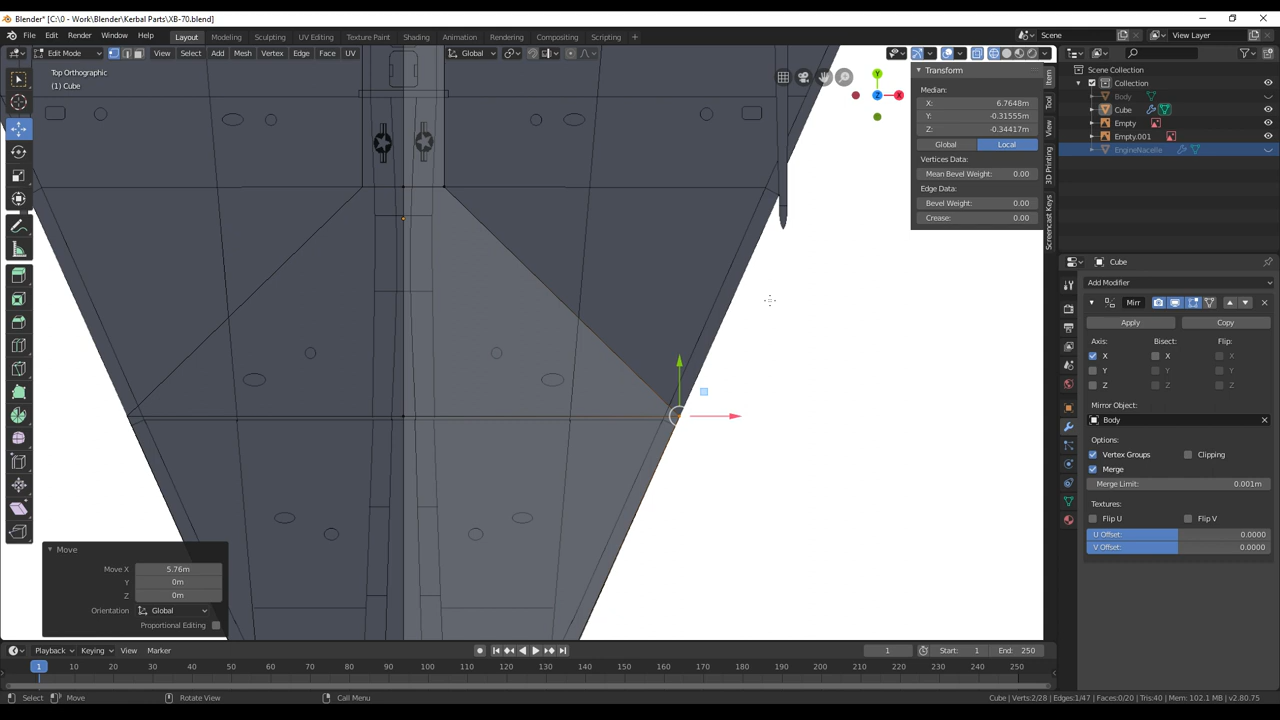 Blender* [C:\0 - Work\Blender\Kerbal Parts\XB-70.blend]
File Edit Render Window Help Layout Modeling Sculpting UV Editing Texture Paint Shading Animation Rendering Compositing Scripting + Scene View Layer
Edit Mode View Select Add Mesh Vertex Edge Face UV Global
Top Orthographic
(1) Cube
Y
X
Z
Transform
Median:
X: 6.7648m
Y: -0.31555m
Z: -0.34417m
Global Local
Vertices Data:
Mean Bevel Weight: 0.00
Edge Data:
Bevel Weight: 0.00
Crease: 0.00
Item
Tool
View
3D Printing
Screencast Keys
Scene Collection
Collection
Body
Cube
Empty
Empty.001
EngineNacelle
Cube
Add Modifier
Mirr
Apply Copy
Axis: Bisect: Flip:
X X X
Y Y Y
Z Z Z
Mirror Object:
Body
Options:
Vertex Groups Clipping
Merge
Merge Limit: 0.001m
Textures:
Flip U Flip V
U Offset: 0.0000
V Offset: 0.0000
Move
Move X 5.76m
Y 0m
Z 0m
Orientation Global
Proportional Editing
Playback Keying View Marker 1 Start: 1 End: 250
1 10 20 30 40 50 60 70 80 90 100 110 120 130 140 150 160 170 180 190 200 210 220 230 240 250
Select Move Rotate View Call Menu Cube | Verts:2/28 | Edges:1/47 | Faces:0/20 | Tris:40 | Mem: 102.1 MB | v2.80.75